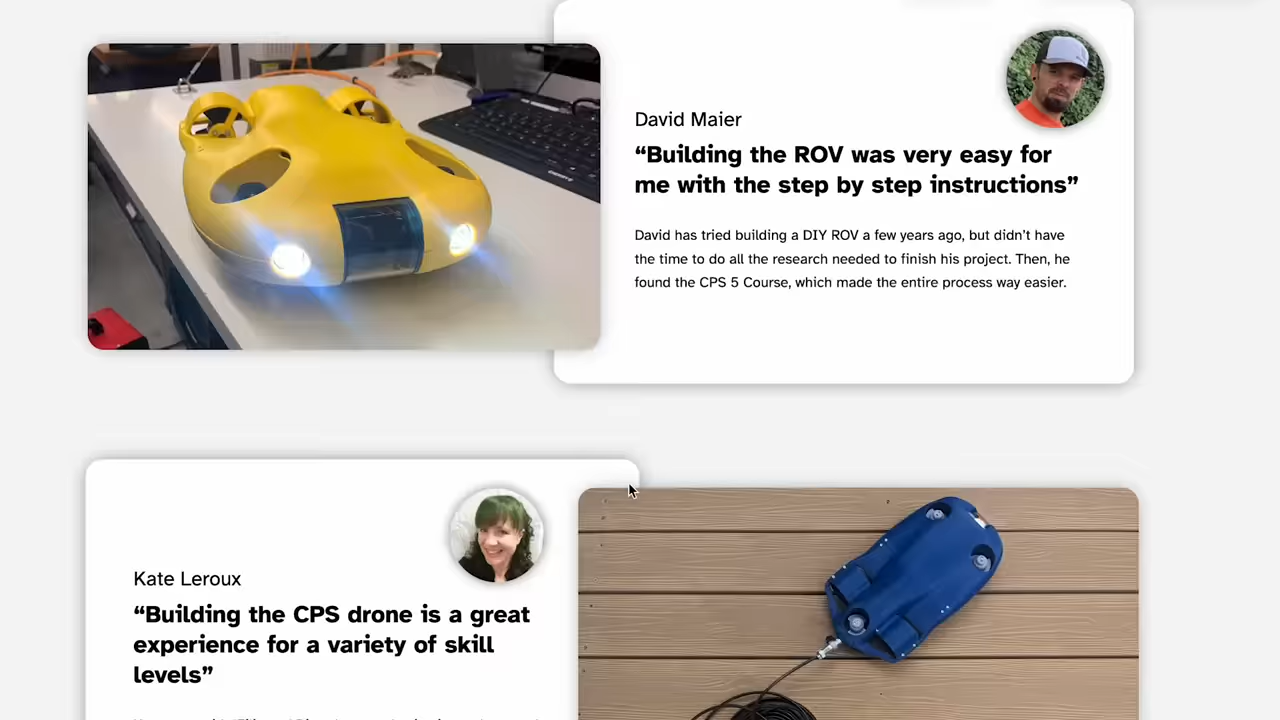 David Maier
“Building the ROV was very easy for
me with the step by step instructions”
David has tried building a DIY ROV a few years ago, but didn’t have
the time to do all the research needed to finish his project. Then, he
found the CPS 5 Course, which made the entire process way easier.
Kate Leroux
“Building the CPS drone is a great
experience for a variety of skill
levels”